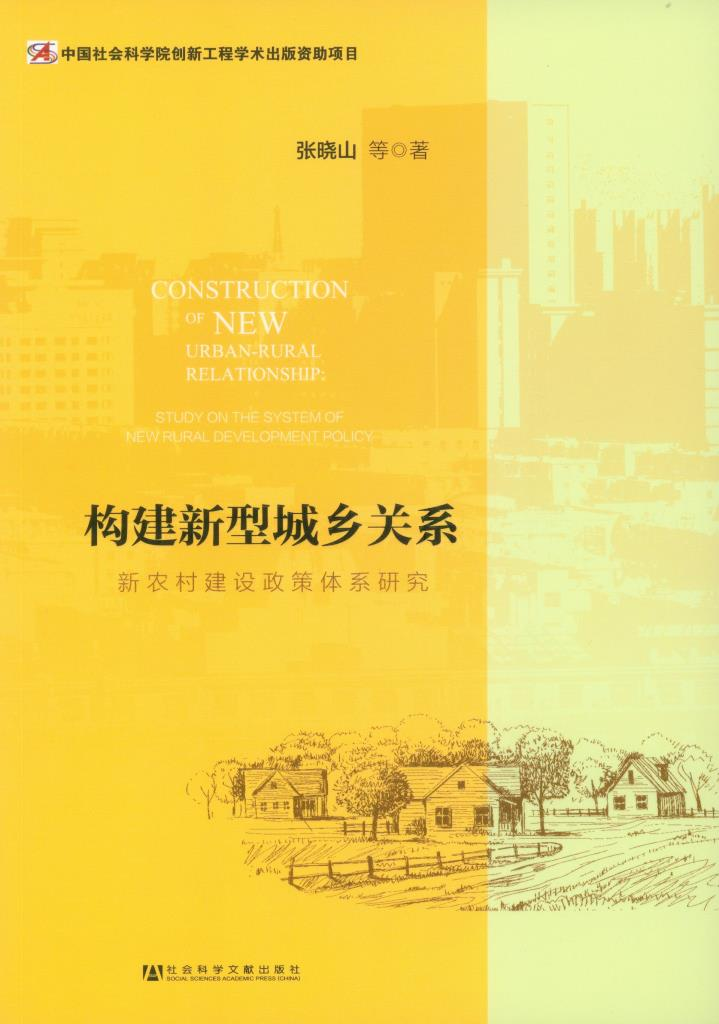 中国社会科学院创新工程学术出版资助项目
张晓山 等◎著
CONSTRUCTION
OF NEW
URBAN-RURAL
RELATIONSHIP:
STUDY ON THE SYSTEM OF
NEW RURAL DEVELOPMENT POLICY
构建新型城乡关系
新农村建设政策体系研究
社会科学文献出版社
SOCIAL SCIENCES ACADEMIC PRESS (CHINA)